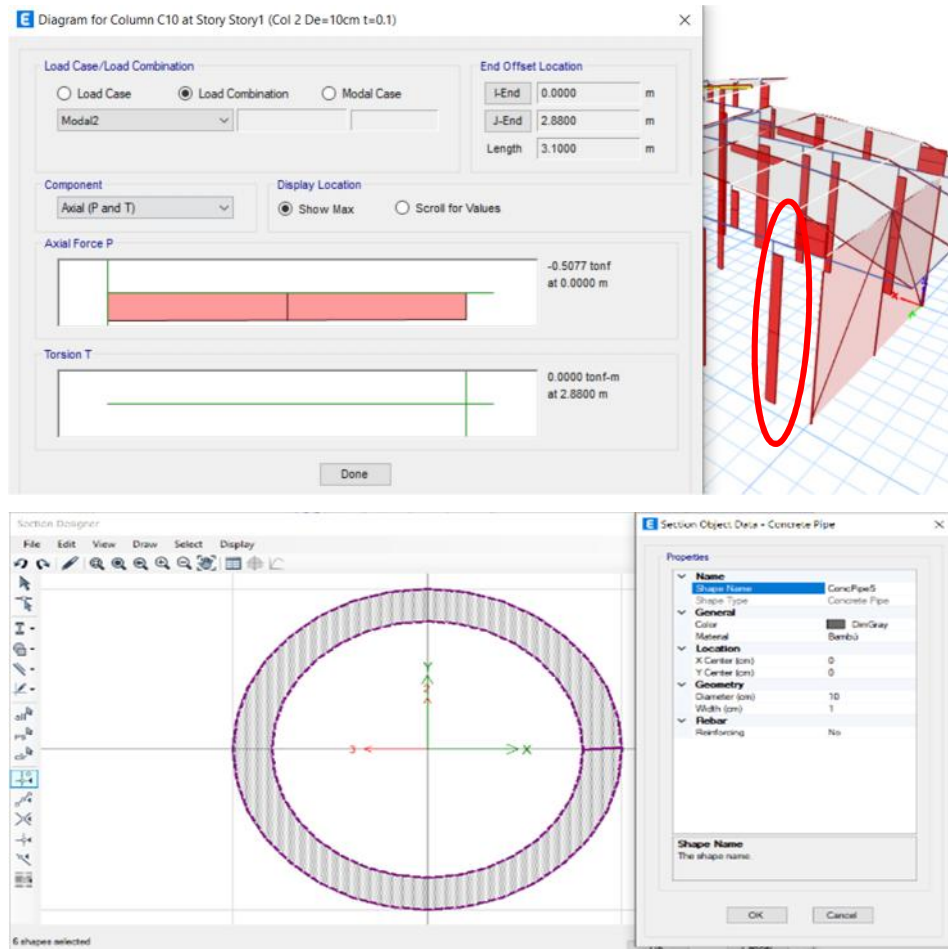 Diagram for Column C10 at Story Story1 (Col 2 De=10cm t=0.1)
Load Case/Load Combination
Load Case Load Combination Modal Case
Modal2
End Offset Location
I-End 0.0000 m
J-End 2.8800 m
Length 3.1000 m
Component
Axial (P and T)
Display Location
Show Max Scroll for Values
Axial Force P
-0.5077 tonf
at 0.0000 m
Torsion T
0.0000 tonf-m
at 2.8800 m
Done
Section Designer
File Edit View Draw Select Display
Y
2
3
X
6 shapes selected
Section Object Data - Concrete Pipe
Properties
Name
Shape Name ConcPipe5
Shape Type Concrete Pipe
General
Color DimGray
Material Bambú
Location
X Center (cm) 0
Y Center (cm) 0
Geometry
Diameter (cm) 10
Width (cm) 1
Rebar
Reinforcing No
Shape Name
The shape name.
OK Cancel